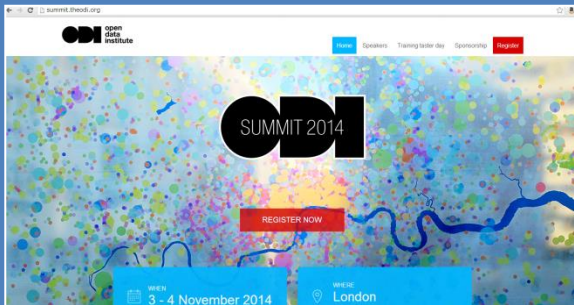 summit.theodi.org
ODI open
data
institute
Home Speakers Training taster day Sponsorship Register
SUMMIT 2014
ODI
REGISTER NOW
WHEN
3 - 4 November 2014
WHERE
London